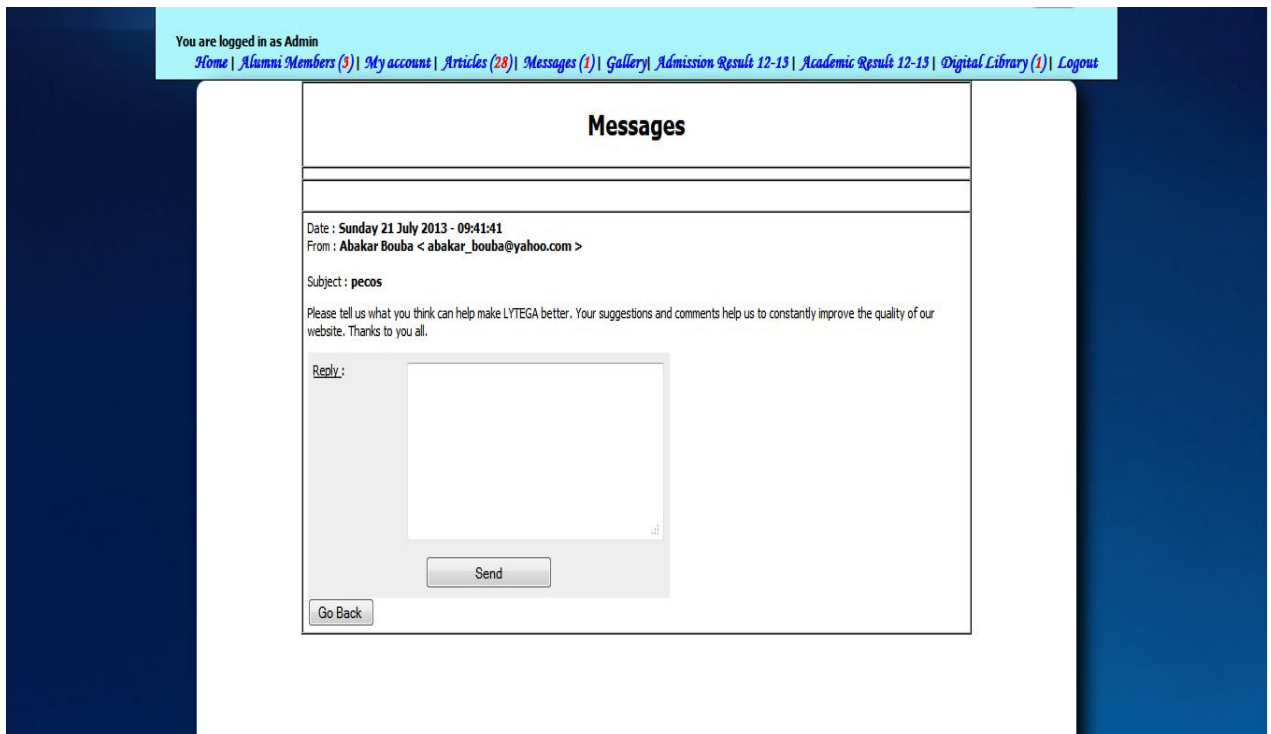 You are logged in as Admin
Home | Alumni Members (3) | My account | Articles (28) | Messages (1) | Gallery| Admission Result 12-13 | Academic Result 12-13 | Digital Library (1) | Logout
Messages
Date : Sunday 21 July 2013 - 09:41:41
From : Abakar Bouba < abakar_bouba@yahoo.com >
Subject : pecos
Please tell us what you think can help make LYTEGA better. Your suggestions and comments help us to constantly improve the quality of our
website. Thanks to you all.
Reply :
Send
Go Back